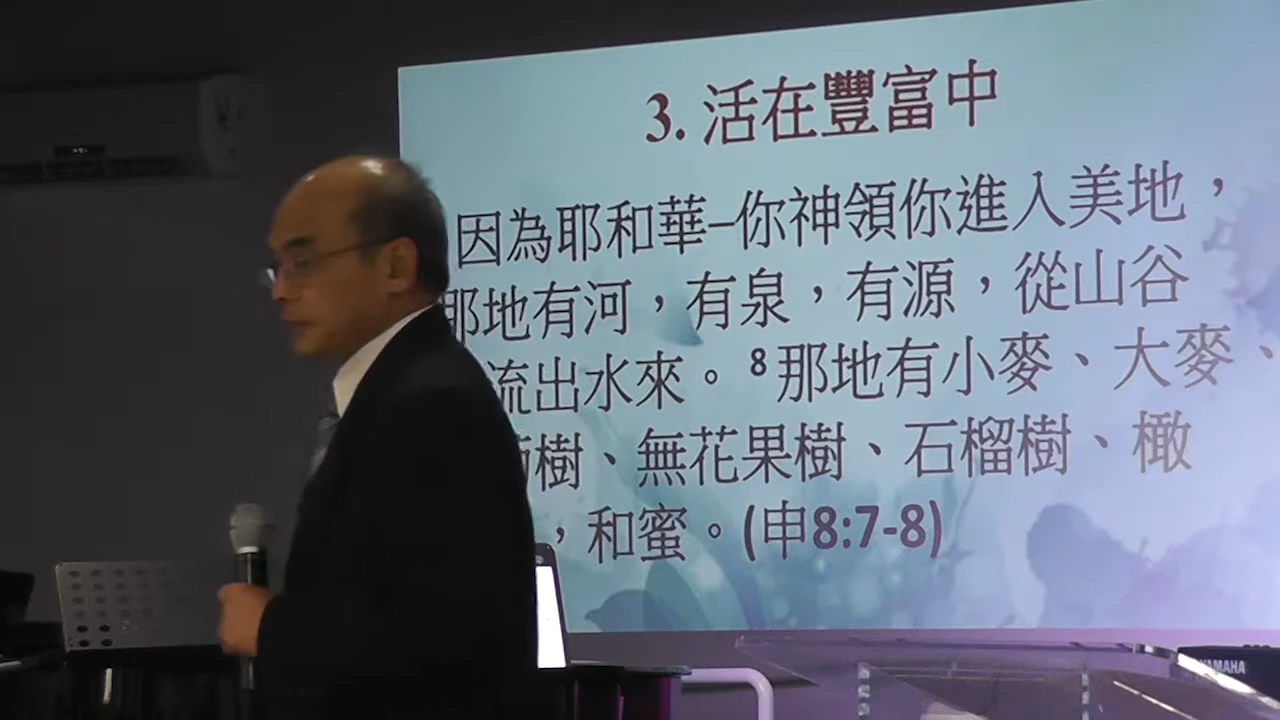 3. 活在豐富中
因為耶和華–你神領你進入美地，
那地有河，有泉，有源，從山谷
流出水來。⁸那地有小麥、大麥、
樹、無花果樹、石榴樹、橄
，和蜜。(申8:7-8)
YAMAHA